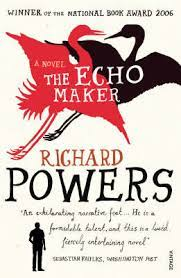 WINNER OF THE NATIONAL BOOK AWARD 2006
A NOVEL
THE ECHO
MAKER
RICHARD
POWERS
'An exhilarating narrative feat... He is a
formidable talent, and this is a lucid,
fiercely entertaining novel'
SEBASTIAN FAULKS, WASHINGTON POST
VINTAGE